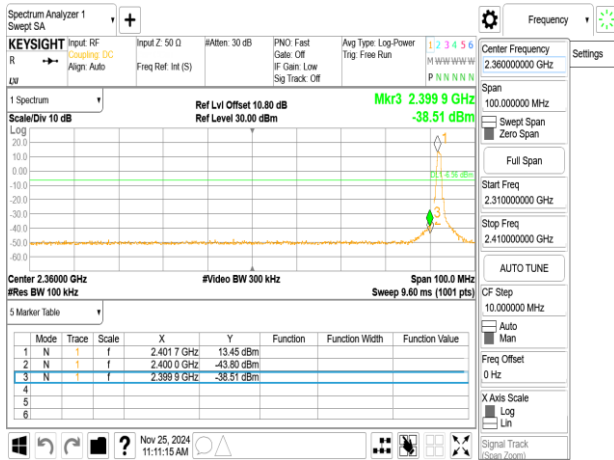 Spectrum Analyzer 1
Swept SA
Frequency
Settings
KEYSIGHT Input: RF Input Z: 50 Ω #Atten: 30 dB PNO: Fast Avg Type: Log-Power 1 2 3 4 5 6
R Coupling: DC Gate: Off Trig: Free Run M W W W W W
Align: Auto Freq Ref: Int (S) IF Gain: Low
Sig Track: Off P N N N N N
LXI
1 Spectrum
Ref Lvl Offset 10.80 dB
Mkr3 2.399 9 GHz
Scale/Div 10 dB Ref Level 30.00 dBm -38.51 dBm
Log
20.0
10.0
0.00
-10.0
-20.0
-30.0
-40.0
-50.0
-60.0
1
DL1 -6.56 dBm
3
Center 2.36000 GHz #Video BW 300 kHz Span 100.0 MHz
#Res BW 100 kHz Sweep 9.60 ms (1001 pts)
5 Marker Table
Mode Trace Scale X Y Function Function Width Function Value
1 N 1 f 2.401 7 GHz 13.45 dBm
2 N 1 f 2.400 0 GHz -43.80 dBm
3 N 1 f 2.399 9 GHz -38.51 dBm
4
5
6
Nov 25, 2024
11:11:15 AM
Center Frequency
2.360000000 GHz
Span
100.000000 MHz
Swept Span
Zero Span
Full Span
Start Freq
2.310000000 GHz
Stop Freq
2.410000000 GHz
AUTO TUNE
CF Step
10.000000 MHz
Auto
Man
Freq Offset
0 Hz
X Axis Scale
Log
Lin
Signal Track
(Span Zoom)